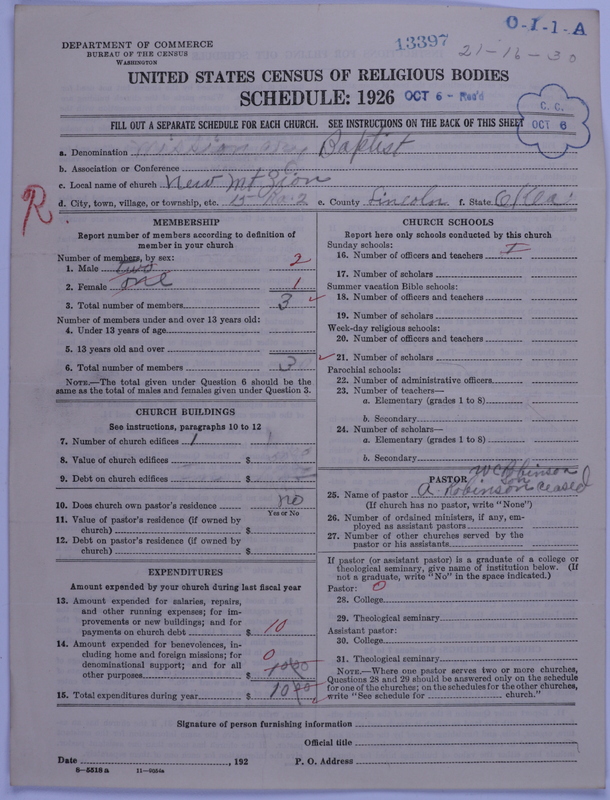 O-1-1-A
DEPARTMENT OF COMMERCE
BUREAU OF THE CENSUS
WASHINGTON
13397
21-16-30
UNITED STATES CENSUS OF RELIGIOUS BODIES
SCHEDULE: 1926
OCT 6 - Rec'd
C. C.
OCT 6
FILL OUT A SEPARATE SCHEDULE FOR EACH CHURCH. SEE INSTRUCTIONS ON THE BACK OF THIS SHEET
a. Denomination Missionary Baptist
b. Association or Conference
c. Local name of church New Mt Zion
d. City, town, village, or township, etc. e. County Lincoln f. State Okla.
R.
MEMBERSHIP
Report number of members according to definition of
member in your church
Number of members, by sex:
1. Male two 2
2. Female one 1
3. Total number of members 3
Number of members under and over 13 years old:
4. Under 13 years of age
5. 13 years old and over
6. Total number of members 3
NOTE.—The total given under Question 6 should be the
same as the total of males and females given under Question 3.
CHURCH BUILDINGS
See instructions, paragraphs 10 to 12
7. Number of church edifices 1 1
8. Value of church edifices $
9. Debt on church edifices $
10. Does church own pastor's residence no
Yes or No
11. Value of pastor's residence (if owned by
church) $
12. Debt on pastor's residence (if owned by
church) $
EXPENDITURES
Amount expended by your church during last fiscal year
13. Amount expended for salaries, repairs,
and other running expenses; for im-
provements or new buildings; and for
payments on church debt $ 10
14. Amount expended for benevolences, in-
cluding home and foreign missions; for
denominational support; and for all
other purposes $ 0 10.00
15. Total expenditures during year $ 10.00
CHURCH SCHOOLS
Report here only schools conducted by this church
Sunday schools:
16. Number of officers and teachers I
17. Number of scholars
Summer vacation Bible schools:
18. Number of officers and teachers
19. Number of scholars
Week-day religious schools:
20. Number of officers and teachers
21. Number of scholars
Parochial schools:
22. Number of administrative officers
23. Number of teachers—
a. Elementary (grades 1 to 8)
b. Secondary
24. Number of scholars—
a. Elementary (grades 1 to 8)
b. Secondary
PASTOR
W C Robinson
25. Name of pastor A. Robinson ceased
(If church has no pastor, write "None")
26. Number of ordained ministers, if any, em-
ployed as assistant pastors
27. Number of other churches served by the
pastor or his assistants
If pastor (or assistant pastor) is a graduate of a college or
theological seminary, give name of institution below. (If
not a graduate, write "No" in the space indicated.)
Pastor: 0
28. College
29. Theological seminary
Assistant pastor:
30. College
31. Theological seminary
NOTE.—Where one pastor serves two or more churches,
Questions 28 and 29 should be answered only on the schedule
for one of the churches; on the schedules for the other churches,
write "See schedule for church."
Signature of person furnishing information
Official title
Date , 192 P. O. Address
8-5518a 11-8054a